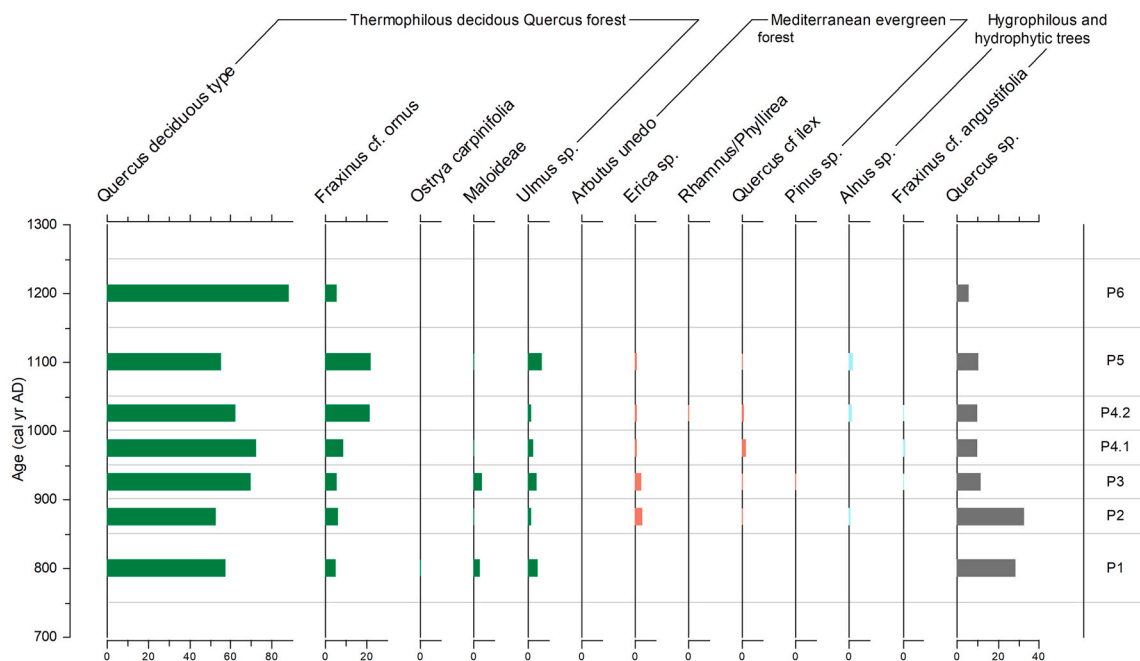 Thermophilous decidous Quercus forest
Mediterranean evergreen
forest
Hygrophilous and
hydrophytic trees
Quercus deciduous type
Fraxinus cf. ornus
Ostrya carpinifolia
Maloideae
Ulmus sp.
Arbutus unedo
Erica sp.
Rhamnus/Phyllirea
Quercus cf ilex
Pinus sp.
Alnus sp.
Fraxinus cf. angustifolia
Quercus sp.
Age (cal yr AD)
1300
1200
P6
1100
P5
P4.2
1000
P4.1
P3
900
P2
800
P1
700
0 20 40 60 80 0 20 0 0 0 0 0 0 0 0 0 0 0 20 40